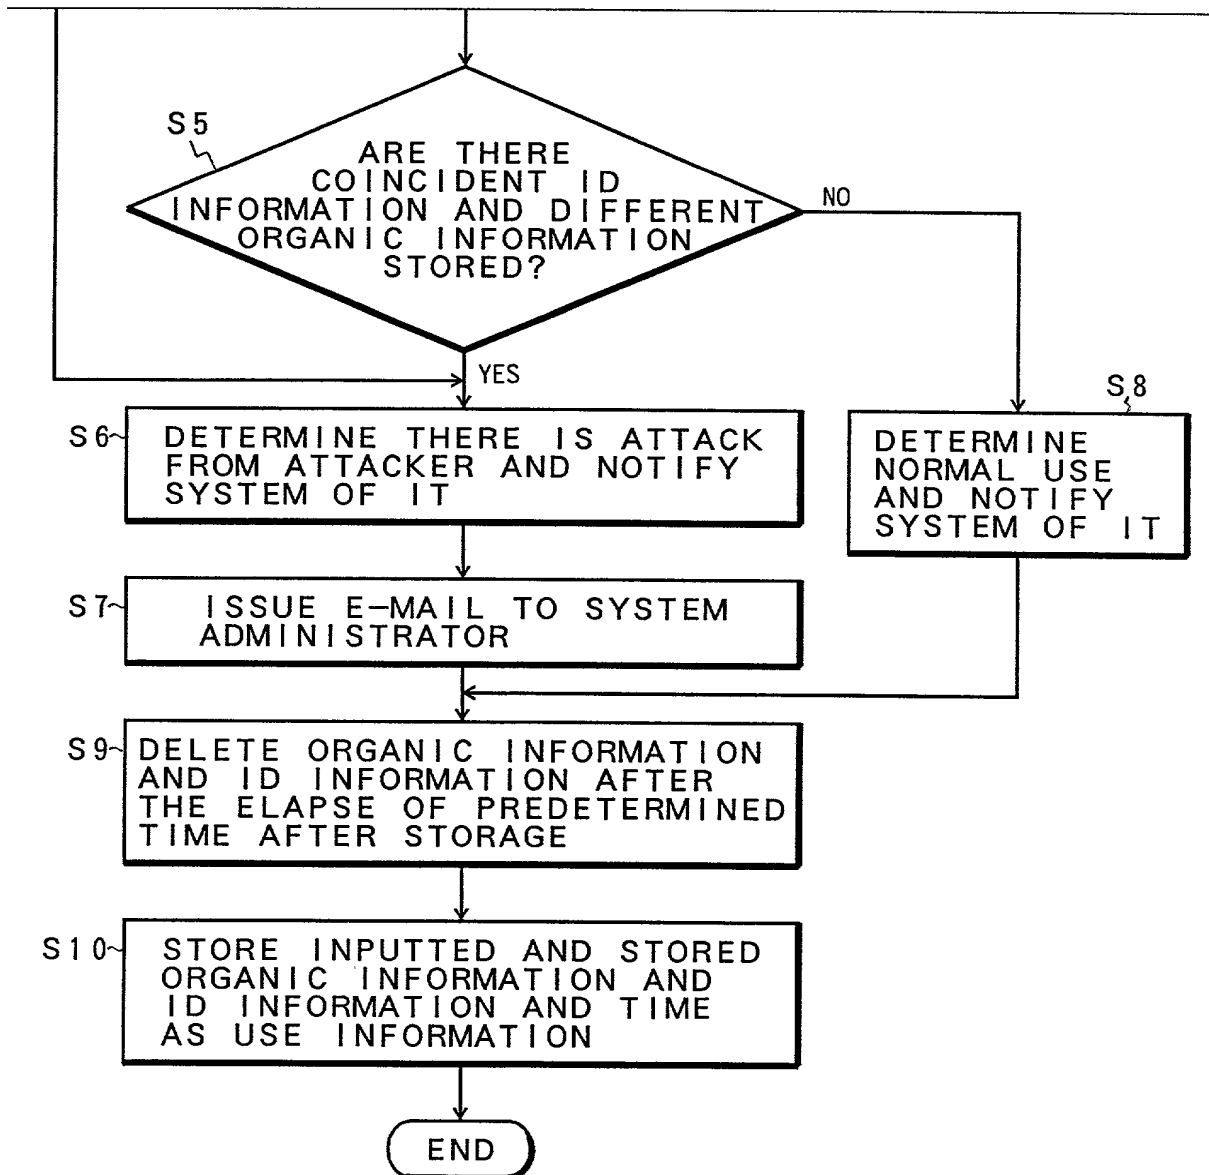 S5
ARE THERE
COINCIDENT ID
INFORMATION AND DIFFERENT
ORGANIC INFORMATION
STORED?
NO
YES
S8
S6
DETERMINE THERE IS ATTACK
FROM ATTACKER AND NOTIFY
SYSTEM OF IT
DETERMINE
NORMAL USE
AND NOTIFY
SYSTEM OF IT
S7
ISSUE E-MAIL TO SYSTEM
ADMINISTRATOR
S9
DELETE ORGANIC INFORMATION
AND ID INFORMATION AFTER
THE ELAPSE OF PREDETERMINED
TIME AFTER STORAGE
S10
STORE INPUTTED AND STORED
ORGANIC INFORMATION AND
ID INFORMATION AND TIME
AS USE INFORMATION
END